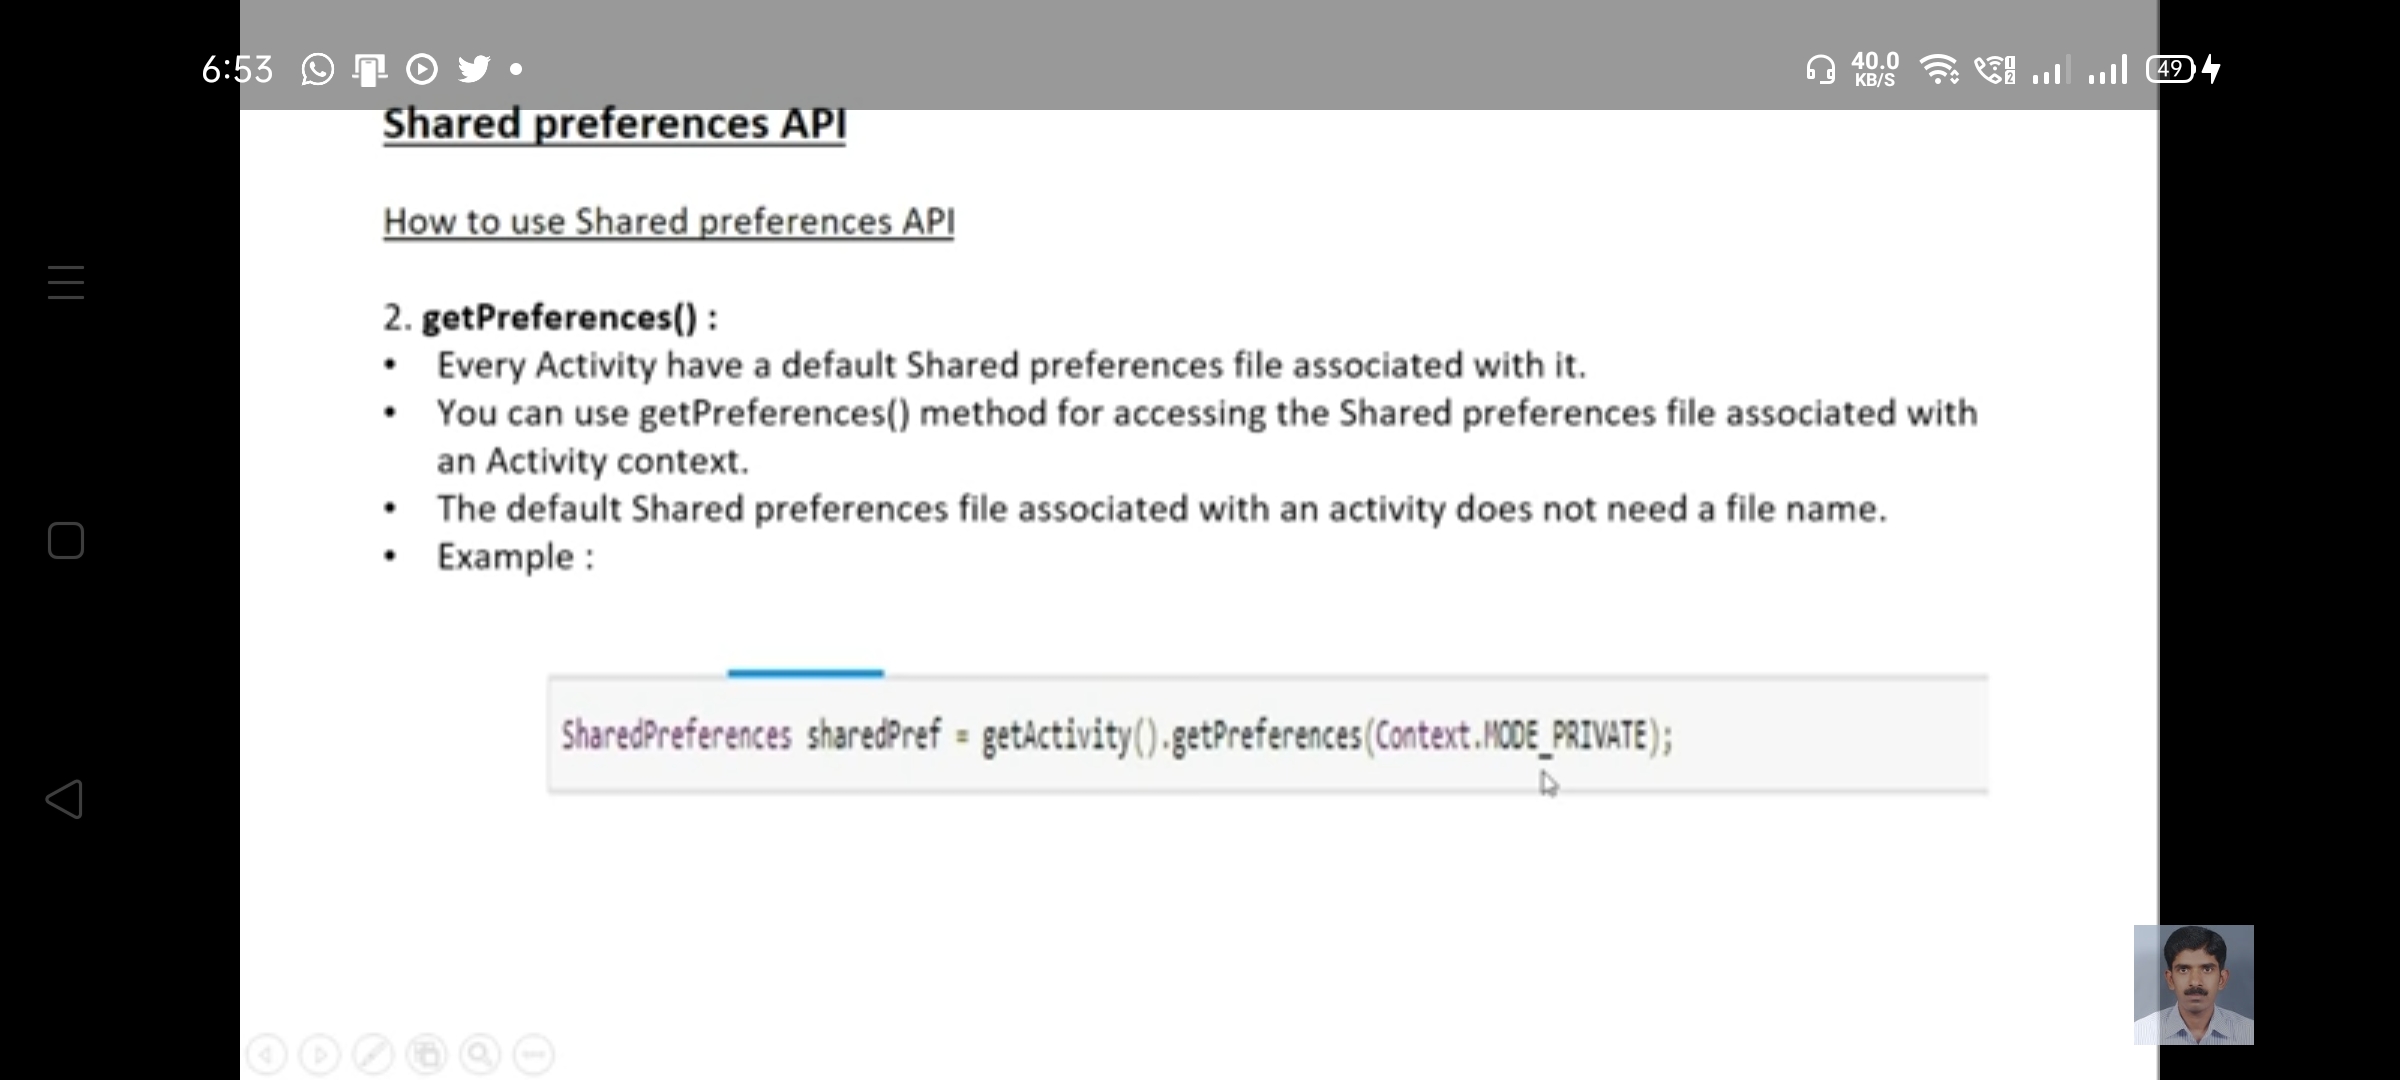 6:53
40.0
KB/S
49
Shared preferences API
How to use Shared preferences API
2. getPreferences() :
• Every Activity have a default Shared preferences file associated with it.
• You can use getPreferences() method for accessing the Shared preferences file associated with
an Activity context.
• The default Shared preferences file associated with an activity does not need a file name.
• Example :
SharedPreferences sharedPref = getActivity().getPreferences(Context.MODE_PRIVATE);